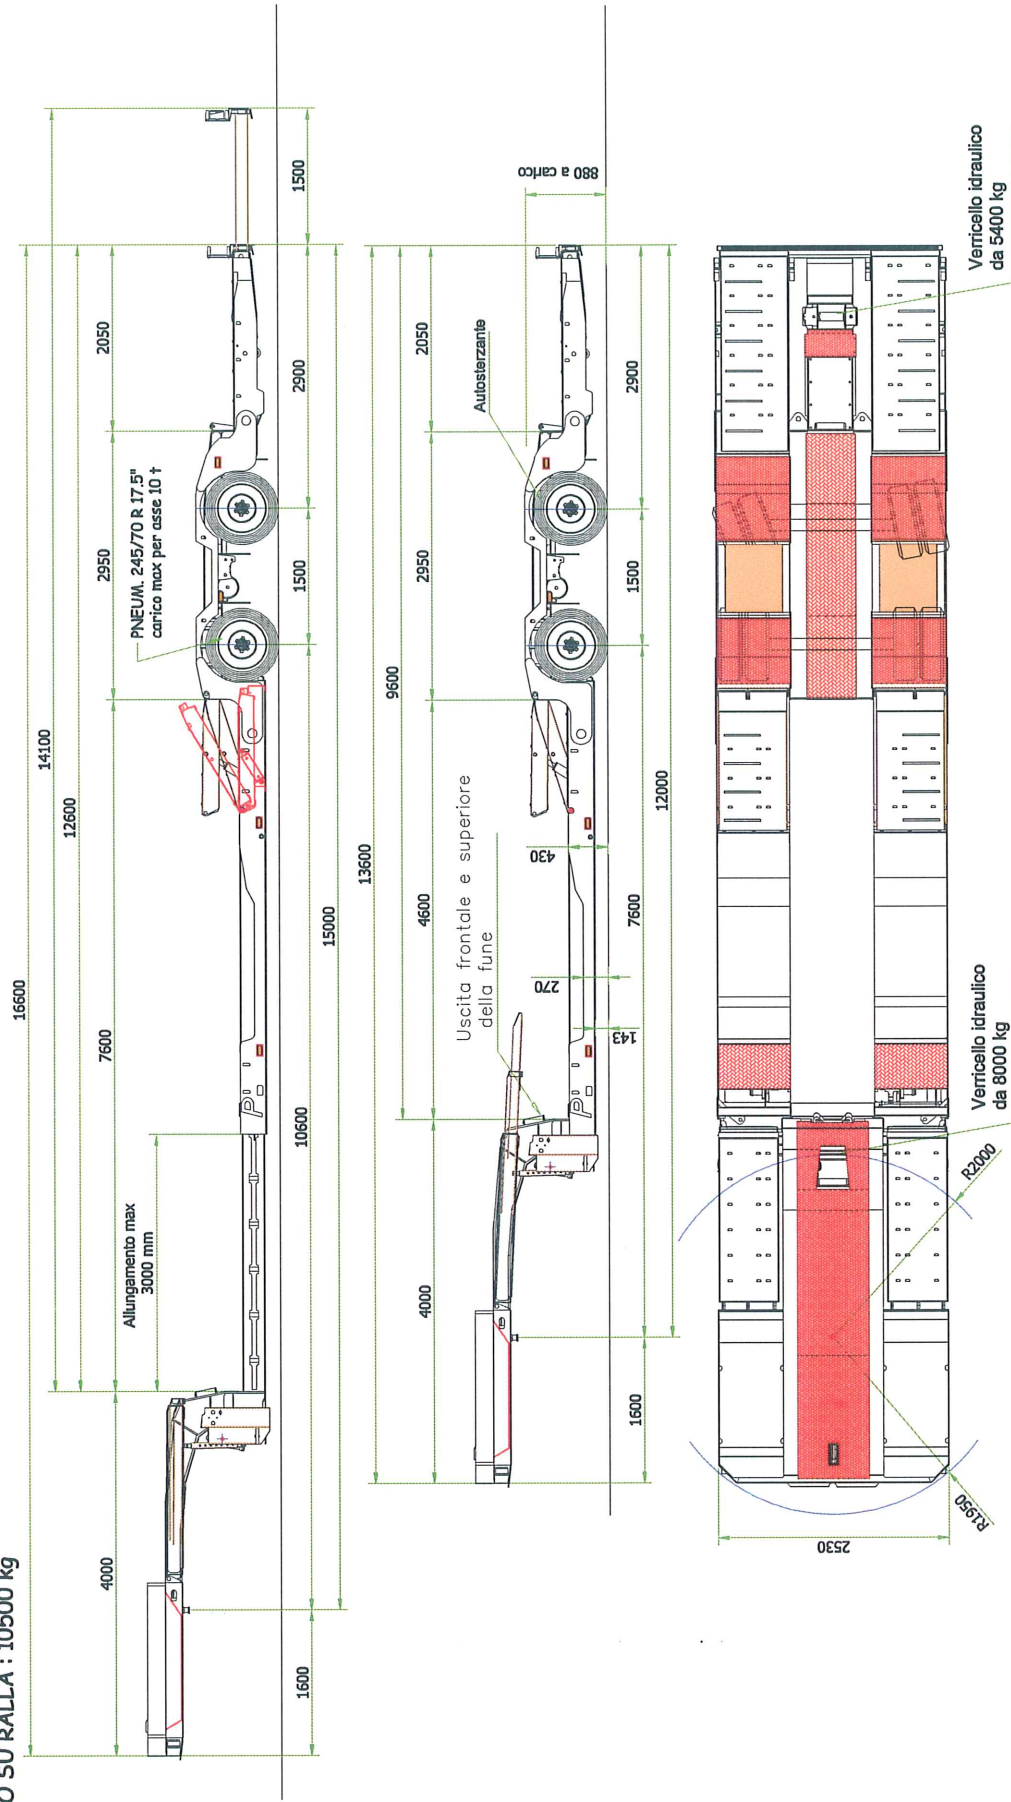 O SU RALLA : 10500 kg
16600
14100
12600
4000
7600
2950
2050
Allungamento max
3000 mm
PNEUM. 245/70 R 17.5"
carico max per asse 10 t
1600
10600
1500
2900
1500
15000
13600
9600
4000
4600
2950
2050
Uscita frontale e superiore
della fune
Autosterzante
880 a carico
430
270
143
1600
7600
1500
2900
12000
2530
R1950
R2000
Verricello idraulico
da 8000 kg
Verricello idraulico
da 5400 kg